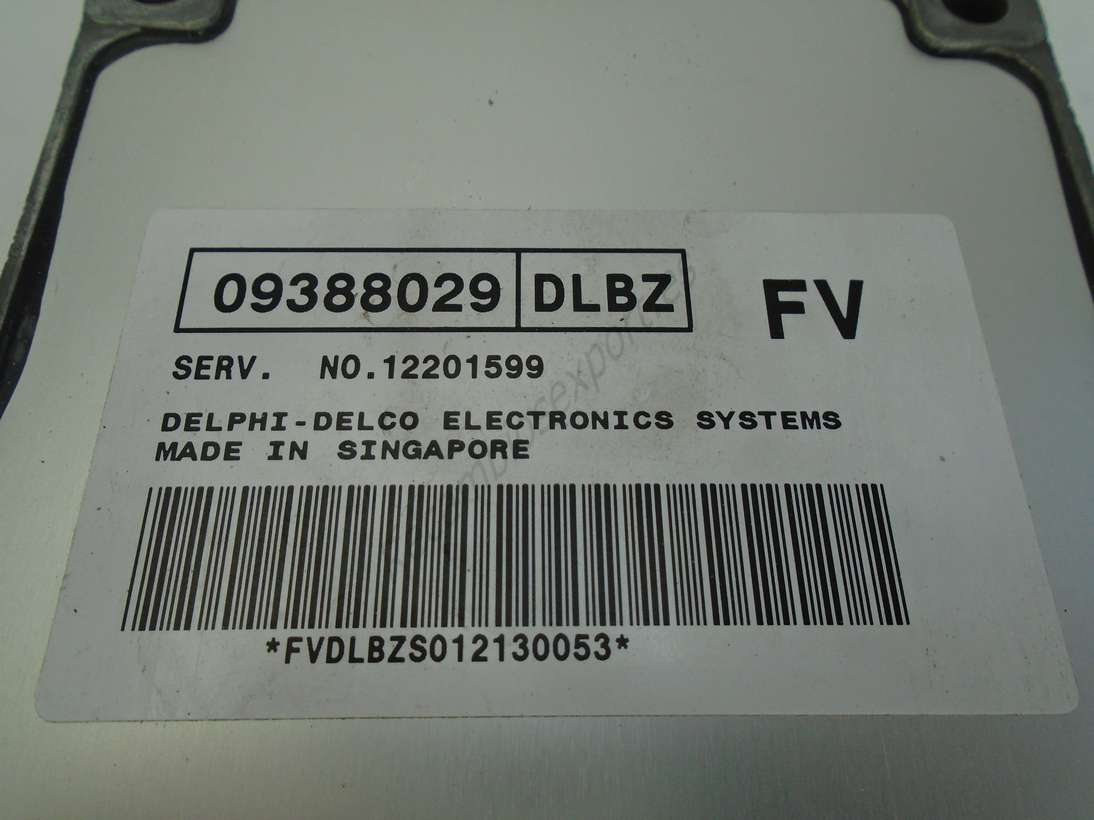 09388029 DLBZ FV
SERV. NO.12201599
DELPHI-DELCO ELECTRONICS SYSTEMS
MADE IN SINGAPORE
*FVDLBZS012130053*